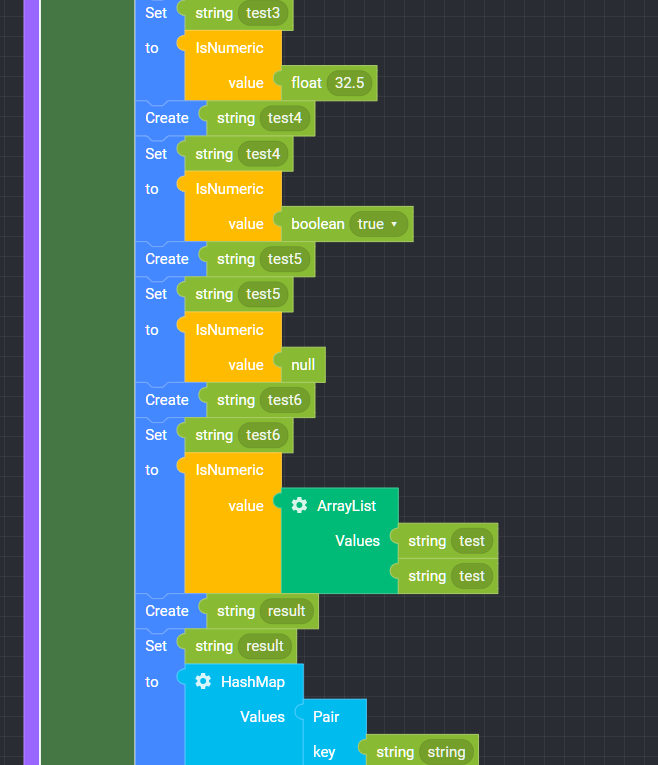 Set string test3
to IsNumeric
value float 32.5
Create string test4
Set string test4
to IsNumeric
value boolean true
Create string test5
Set string test5
to IsNumeric
value null
Create string test6
Set string test6
to IsNumeric
value ArrayList
Values string test
string test
Create string result
Set string result
to HashMap
Values Pair
key string string